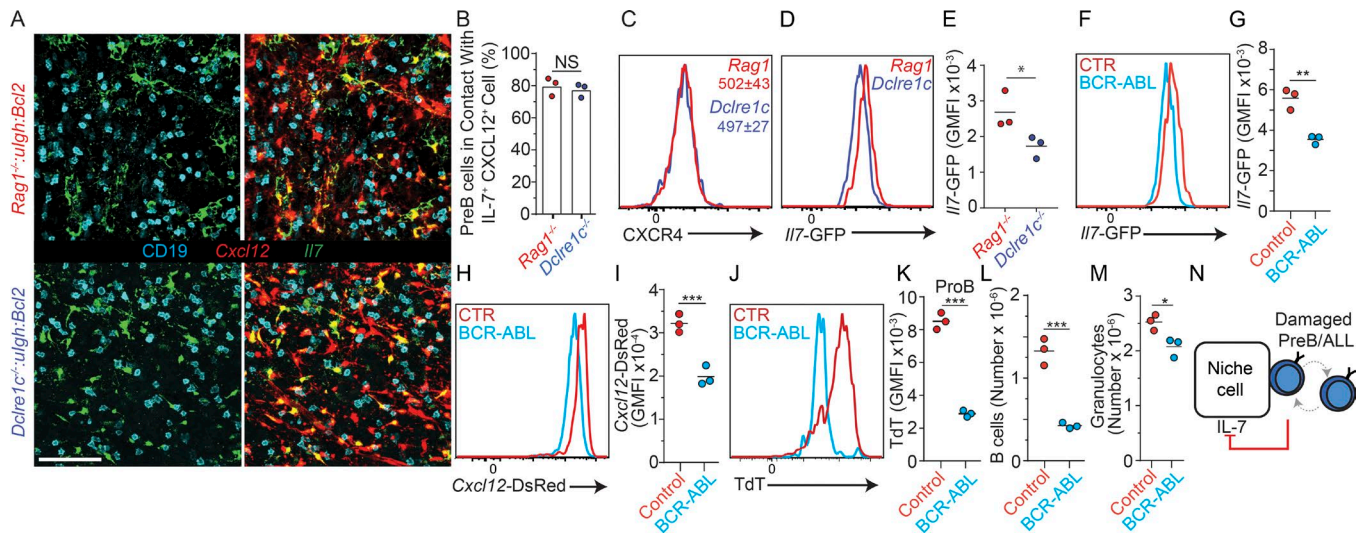 A
Rag1-/-:uIgh:Bcl2
CD19 Cxcl12 Il7
Dclre1c-/-:uIgh:Bcl2
B
PreB cells in Contact With
IL-7+ CXCL12+ Cell (%)
100
80
60
40
20
0
NS
Rag1-/-
Dclre1c-/-
C
Rag1
502±43
Dclre1c
497±27
0
CXCR4
D
Rag1
Dclre1c
0
Il7-GFP
E
Il7-GFP (GMFI x10-3)
4
3
2
1
0
*
Rag1-/-
Dclre1c-/-
F
CTR
BCR-ABL
0
Il7-GFP
G
Il7-GFP (GMFI x10-3)
8
6
4
2
0
**
Control
BCR-ABL
H
CTR
BCR-ABL
0
Cxcl12-DsRed
I
Cxcl12-DsRed
(GMFI x10-4)
4
3
2
1
0
***
Control
BCR-ABL
J
CTR
BCR-ABL
0
TdT
K
ProB
TdT (GMFI x10-3)
10
8
6
4
2
0
***
Control
BCR-ABL
L
B cells (Number x 10-6)
2
1
1
0
***
Control
BCR-ABL
M
Granulocytes
(Number x 10-6)
3
2
2
1
1
0
*
Control
BCR-ABL
N
Damaged
PreB/ALL
Niche
cell
IL-7